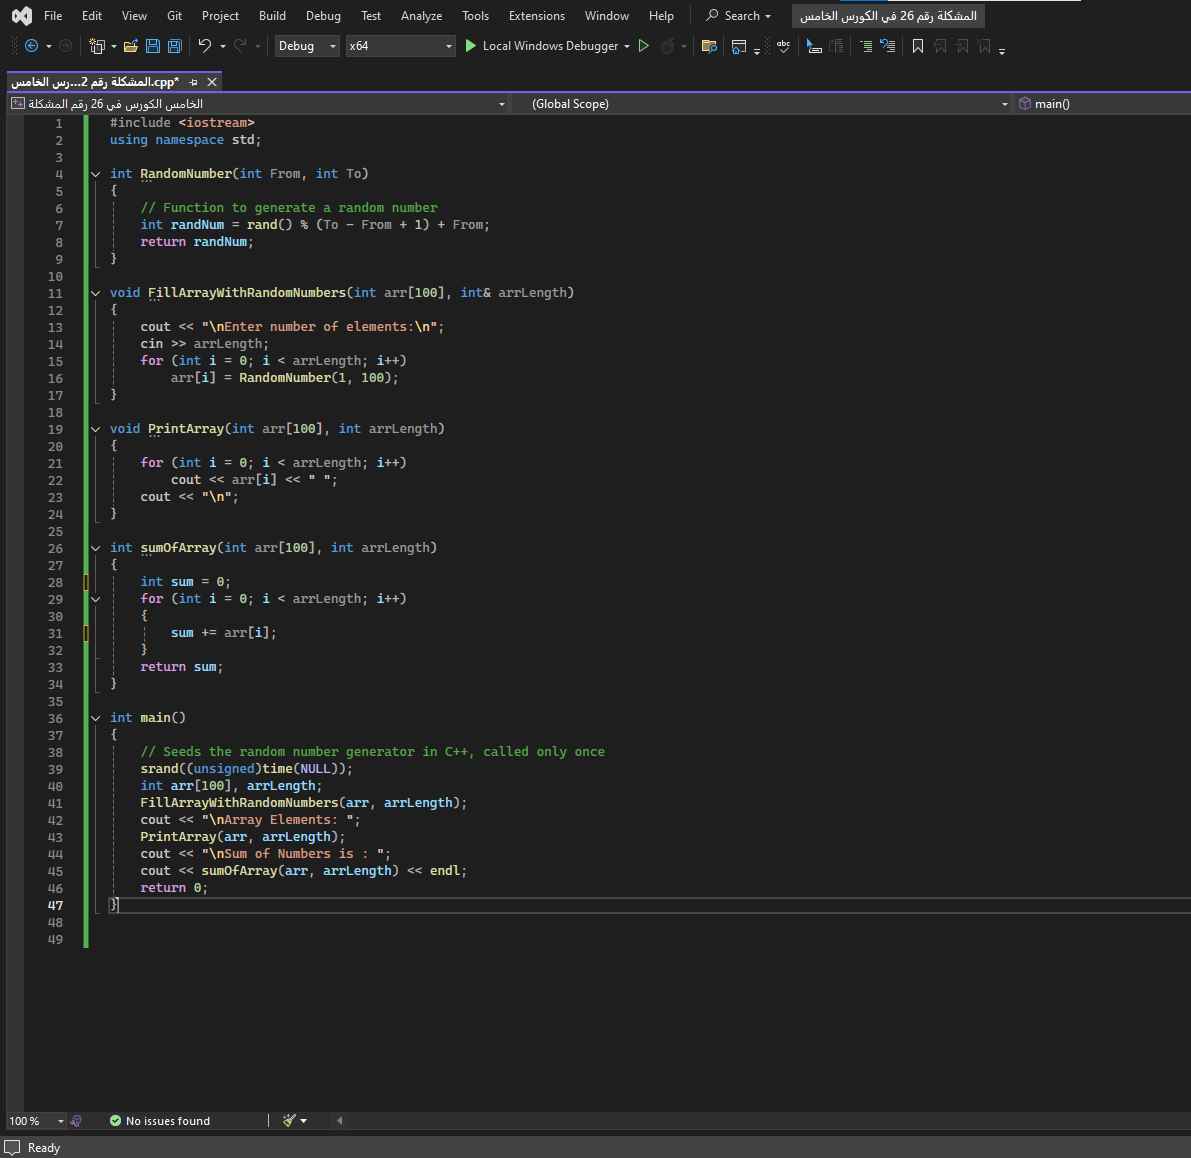 File Edit View Git Project Build Debug Test Analyze Tools Extensions Window Help Search المشكلة رقم 26 في الكورس الخامس
Debug x64 Local Windows Debugger abc
المشكلة رقم 2...رس الخامس.cpp*
الخامس الكورس في 26 رقم المشكلة (Global Scope) main()
1 #include <iostream>
2 using namespace std;
3
4 int RandomNumber(int From, int To)
5 {
6 // Function to generate a random number
7 int randNum = rand() % (To - From + 1) + From;
8 return randNum;
9 }
10
11 void FillArrayWithRandomNumbers(int arr[100], int& arrLength)
12 {
13 cout << "\nEnter number of elements:\n";
14 cin >> arrLength;
15 for (int i = 0; i < arrLength; i++)
16 arr[i] = RandomNumber(1, 100);
17 }
18
19 void PrintArray(int arr[100], int arrLength)
20 {
21 for (int i = 0; i < arrLength; i++)
22 cout << arr[i] << " ";
23 cout << "\n";
24 }
25
26 int sumOfArray(int arr[100], int arrLength)
27 {
28 int sum = 0;
29 for (int i = 0; i < arrLength; i++)
30 {
31 sum += arr[i];
32 }
33 return sum;
34 }
35
36 int main()
37 {
38 // Seeds the random number generator in C++, called only once
39 srand((unsigned)time(NULL));
40 int arr[100], arrLength;
41 FillArrayWithRandomNumbers(arr, arrLength);
42 cout << "\nArray Elements: ";
43 PrintArray(arr, arrLength);
44 cout << "\nSum of Numbers is : ";
45 cout << sumOfArray(arr, arrLength) << endl;
46 return 0;
47 }
48
49
100 % No issues found
Ready